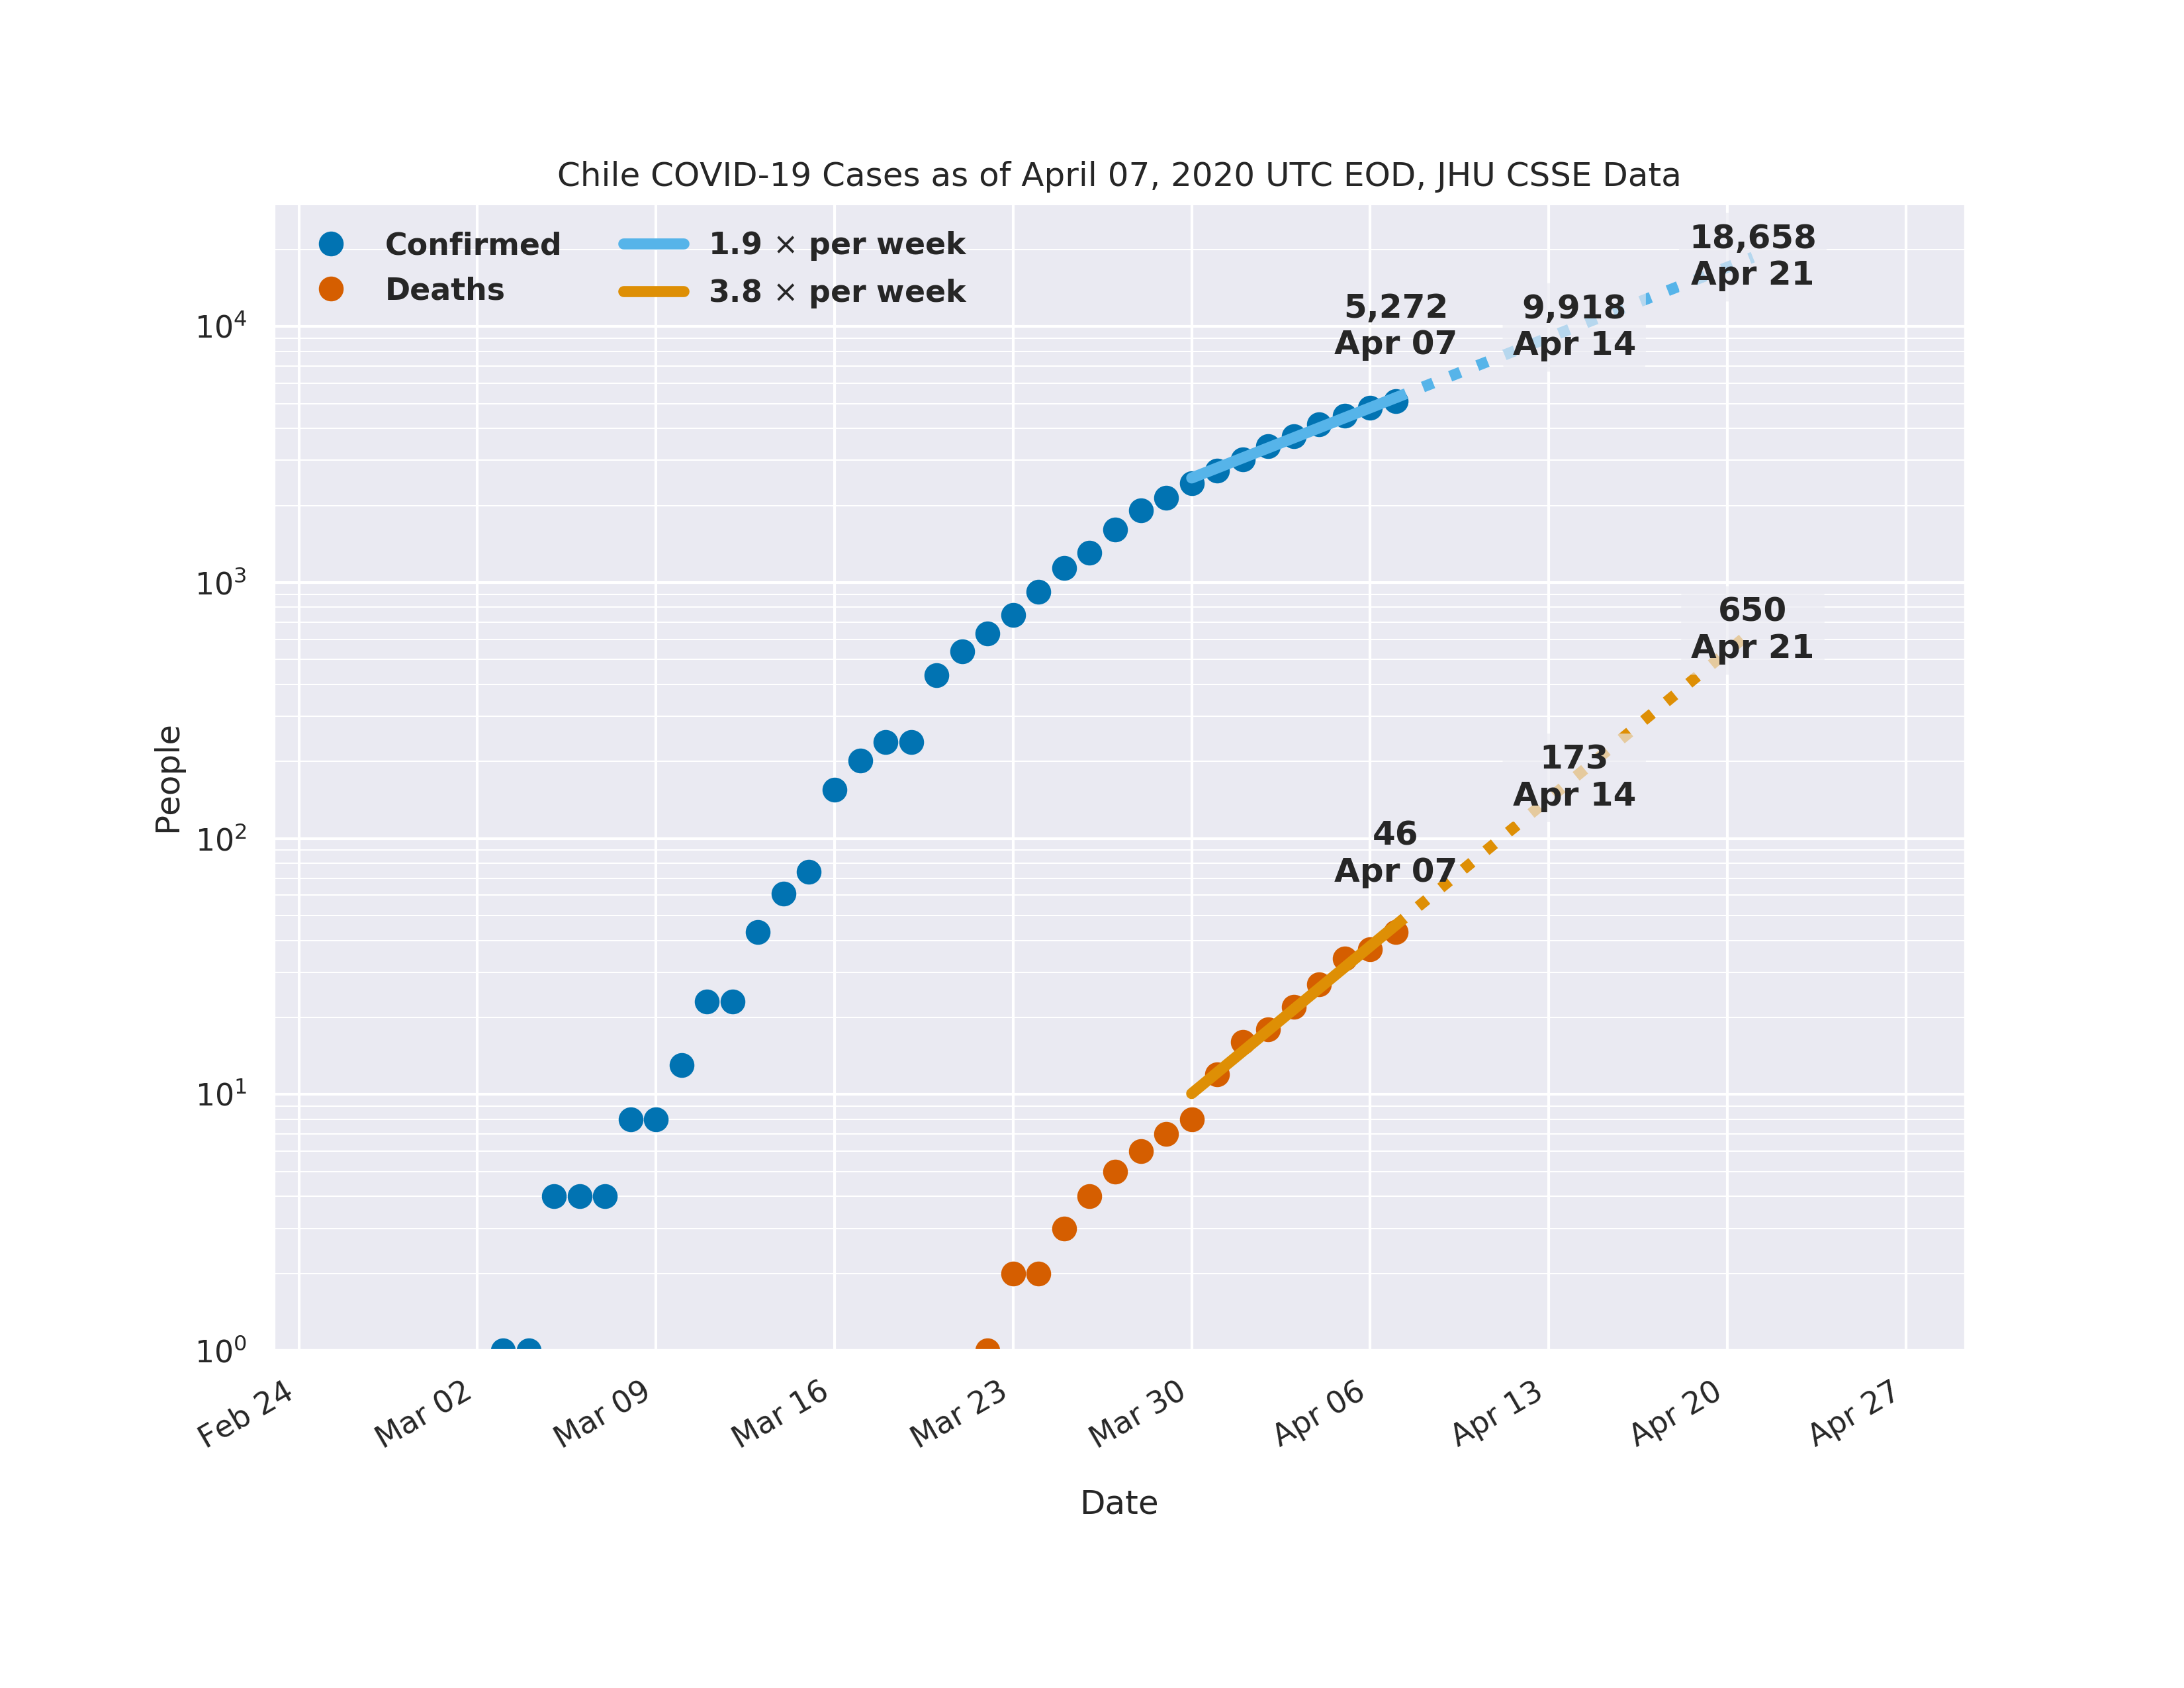 Chile COVID-19 Cases as of April 07, 2020 UTC EOD, JHU CSSE Data
Confirmed
Deaths
1.9 × per week
3.8 × per week
18,658
Apr 21
5,272
Apr 07
9,918
Apr 14
650
Apr 21
173
Apr 14
46
Apr 07
People
10⁴
10³
10²
10¹
10⁰
Feb 24
Mar 02
Mar 09
Mar 16
Mar 23
Mar 30
Apr 06
Apr 13
Apr 20
Apr 27
Date